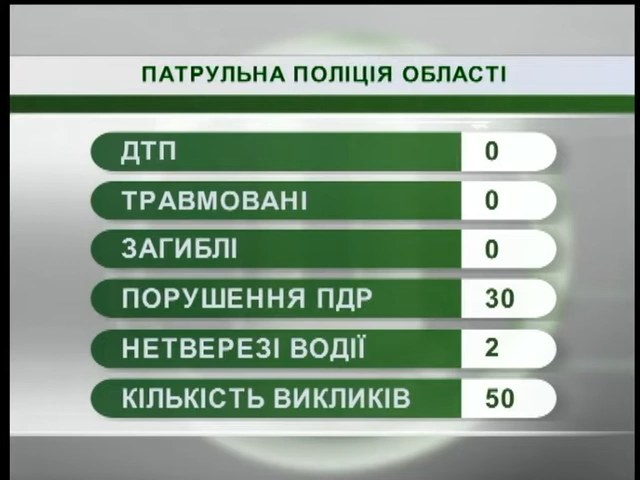 ПАТРУЛЬНА ПОЛІЦІЯ ОБЛАСТІ
ДТП 0
ТРАВМОВАНІ 0
ЗАГИБЛІ 0
ПОРУШЕННЯ ПДР 30
НЕТВЕРЕЗІ ВОДІЇ 2
КІЛЬКІСТЬ ВИКЛИКІВ 50